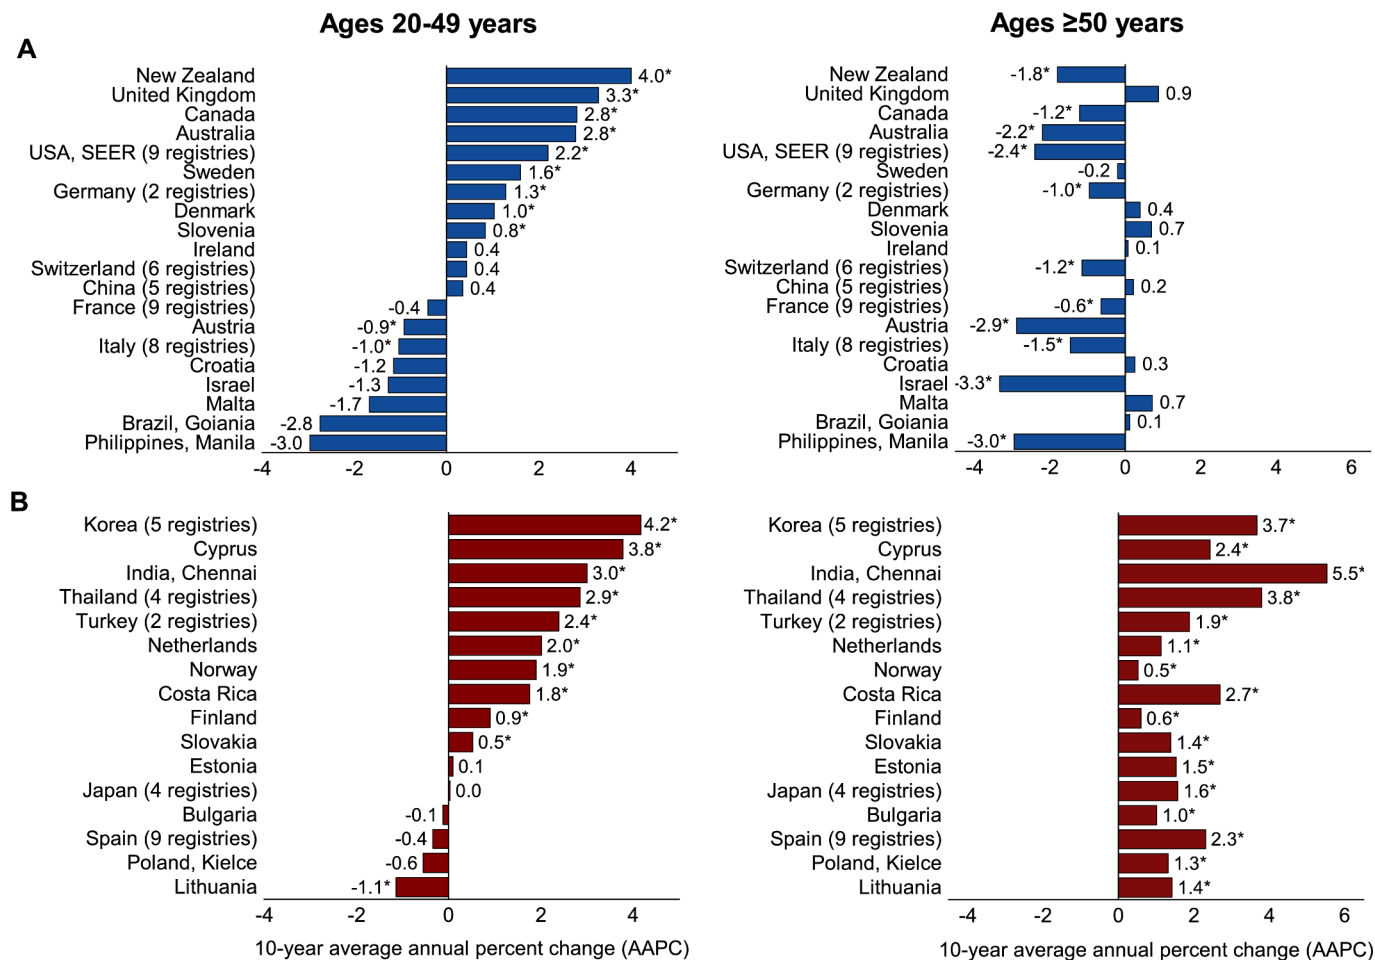 Ages 20-49 years
Ages ≥50 years
A
New Zealand 4.0*
United Kingdom 3.3*
Canada 2.8*
Australia 2.8*
USA, SEER (9 registries) 2.2*
Sweden 1.6*
Germany (2 registries) 1.3*
Denmark 1.0*
Slovenia 0.8*
Ireland 0.4
Switzerland (6 registries) 0.4
China (5 registries) 0.4
France (9 registries) -0.4
Austria -0.9*
Italy (8 registries) -1.0*
Croatia -1.2
Israel -1.3
Malta -1.7
Brazil, Goiania -2.8
Philippines, Manila -3.0
-4 -2 0 2 4
New Zealand -1.8*
United Kingdom 0.9
Canada -1.2*
Australia -2.2*
USA, SEER (9 registries) -2.4*
Sweden -0.2
Germany (2 registries) -1.0*
Denmark 0.4
Slovenia 0.7
Ireland 0.1
Switzerland (6 registries) -1.2*
China (5 registries) 0.2
France (9 registries) -0.6*
Austria -2.9*
Italy (8 registries) -1.5*
Croatia 0.3
Israel -3.3*
Malta 0.7
Brazil, Goiania 0.1
Philippines, Manila -3.0*
-4 -2 0 2 4 6
B
Korea (5 registries) 4.2*
Cyprus 3.8*
India, Chennai 3.0*
Thailand (4 registries) 2.9*
Turkey (2 registries) 2.4*
Netherlands 2.0*
Norway 1.9*
Costa Rica 1.8*
Finland 0.9*
Slovakia 0.5*
Estonia 0.1
Japan (4 registries) 0.0
Bulgaria -0.1
Spain (9 registries) -0.4
Poland, Kielce -0.6
Lithuania -1.1*
-4 -2 0 2 4
10-year average annual percent change (AAPC)
Korea (5 registries) 3.7*
Cyprus 2.4*
India, Chennai 5.5*
Thailand (4 registries) 3.8*
Turkey (2 registries) 1.9*
Netherlands 1.1*
Norway 0.5*
Costa Rica 2.7*
Finland 0.6*
Slovakia 1.4*
Estonia 1.5*
Japan (4 registries) 1.6*
Bulgaria 1.0*
Spain (9 registries) 2.3*
Poland, Kielce 1.3*
Lithuania 1.4*
-4 -2 0 2 4 6
10-year average annual percent change (AAPC)